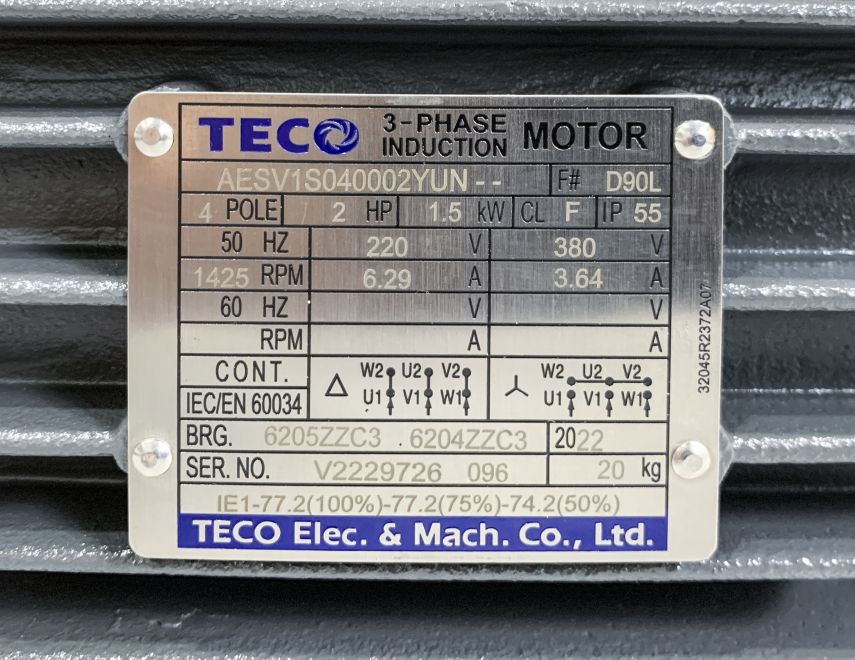 TECO 3-PHASE INDUCTION MOTOR
AESV1S040002YUN-- F# D90L
4 POLE 2 HP 1.5 kW CL F IP 55
50 HZ 220 V 380 V
1425 RPM 6.29 A 3.64 A
60 HZ V V
RPM A A
CONT. W2 U2 V2 W2 U2 V2
IEC/EN 60034 Δ U1 V1 W1 U1 V1 W1
BRG. 6205ZZC3 . 6204ZZC3 2022
SER. NO. V2229726 096 20 kg
IE1-77.2(100%)-77.2(75%)-74.2(50%)
TECO Elec. & Mach. Co., Ltd.
32045R2372A07